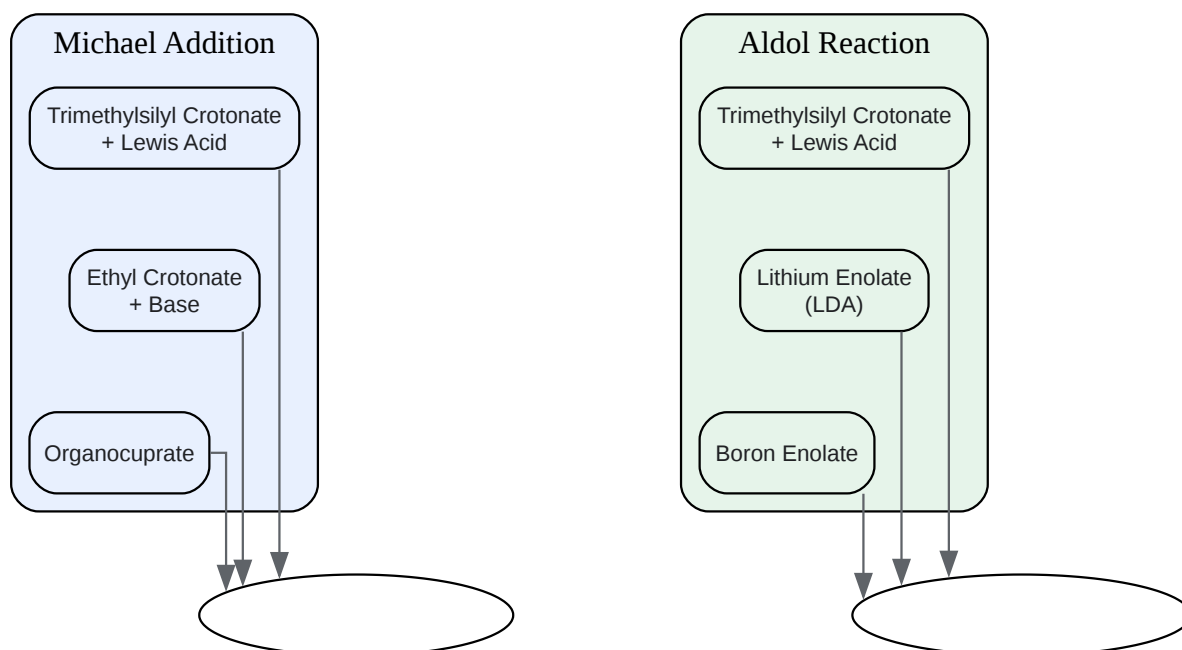 Michael Addition
Trimethylsilyl Crotonate
+ Lewis Acid
Ethyl Crotonate
+ Base
Organocuprate
Aldol Reaction
Trimethylsilyl Crotonate
+ Lewis Acid
Lithium Enolate
(LDA)
Boron Enolate